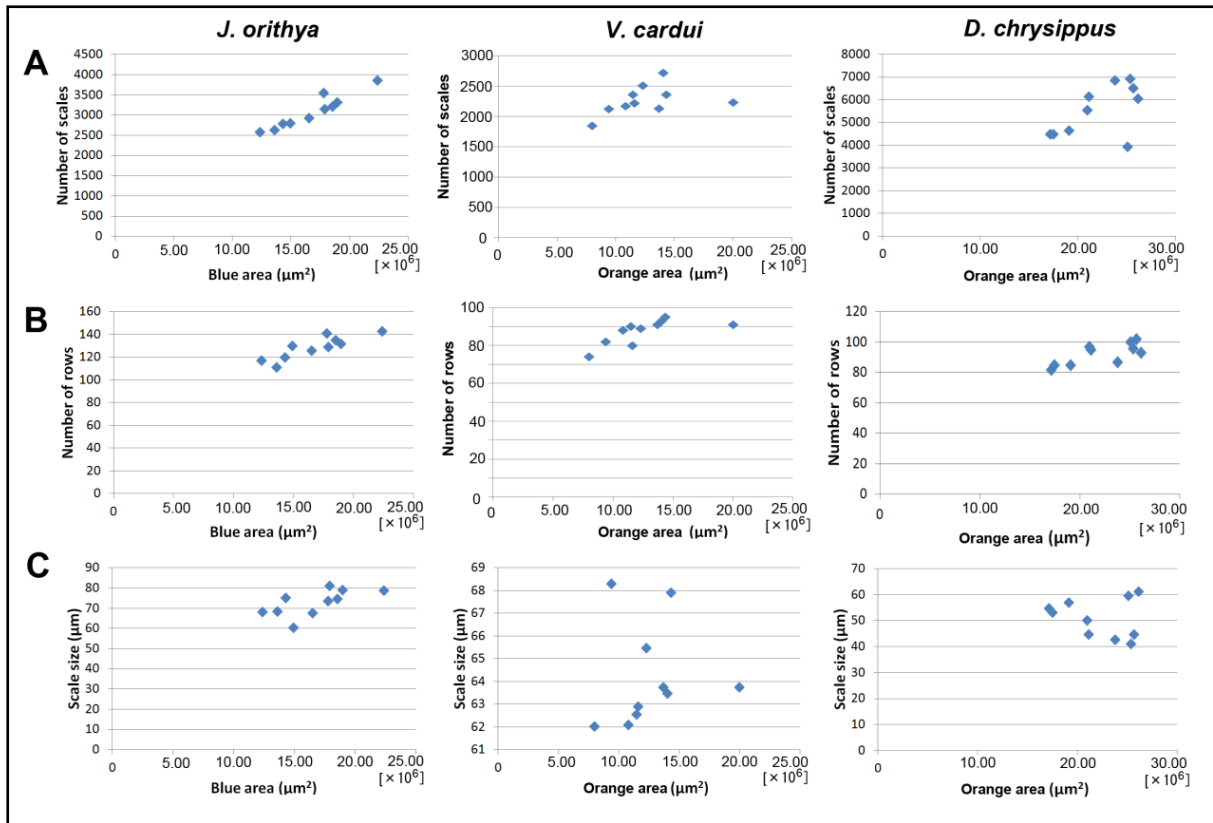 J. orithya
V. cardui
D. chrysippus
A
Number of scales
4500
4000
3500
3000
2500
2000
1500
1000
500
0
0 5.00 10.00 15.00 20.00 25.00
Blue area (µm²) [×10⁶]
Number of scales
3000
2500
2000
1500
1000
500
0
0 5.00 10.00 15.00 20.00 25.00
Orange area (µm²) [×10⁶]
Number of scales
8000
7000
6000
5000
4000
3000
2000
1000
0
0 10.00 20.00 30.00
Orange area (µm²) [×10⁶]
B
Number of rows
160
140
120
100
80
60
40
20
0
0 5.00 10.00 15.00 20.00 25.00
Blue area (µm²) [×10⁶]
Number of rows
100
80
60
40
20
0
0 5.00 10.00 15.00 20.00 25.00
Orange area (µm²) [×10⁶]
Number of rows
120
100
80
60
40
20
0
0 10.00 20.00 30.00
Orange area (µm²) [×10⁶]
C
Scale size (µm)
90
80
70
60
50
40
30
20
10
0
0 5.00 10.00 15.00 20.00 25.00
Blue area (µm²) [×10⁶]
Scale size (µm)
69
68
67
66
65
64
63
62
61
0 5.00 10.00 15.00 20.00 25.00
Orange area (µm²) [×10⁶]
Scale size (µm)
70
60
50
40
30
20
10
0
0 10.00 20.00 30.00
Orange area (µm²) [×10⁶]